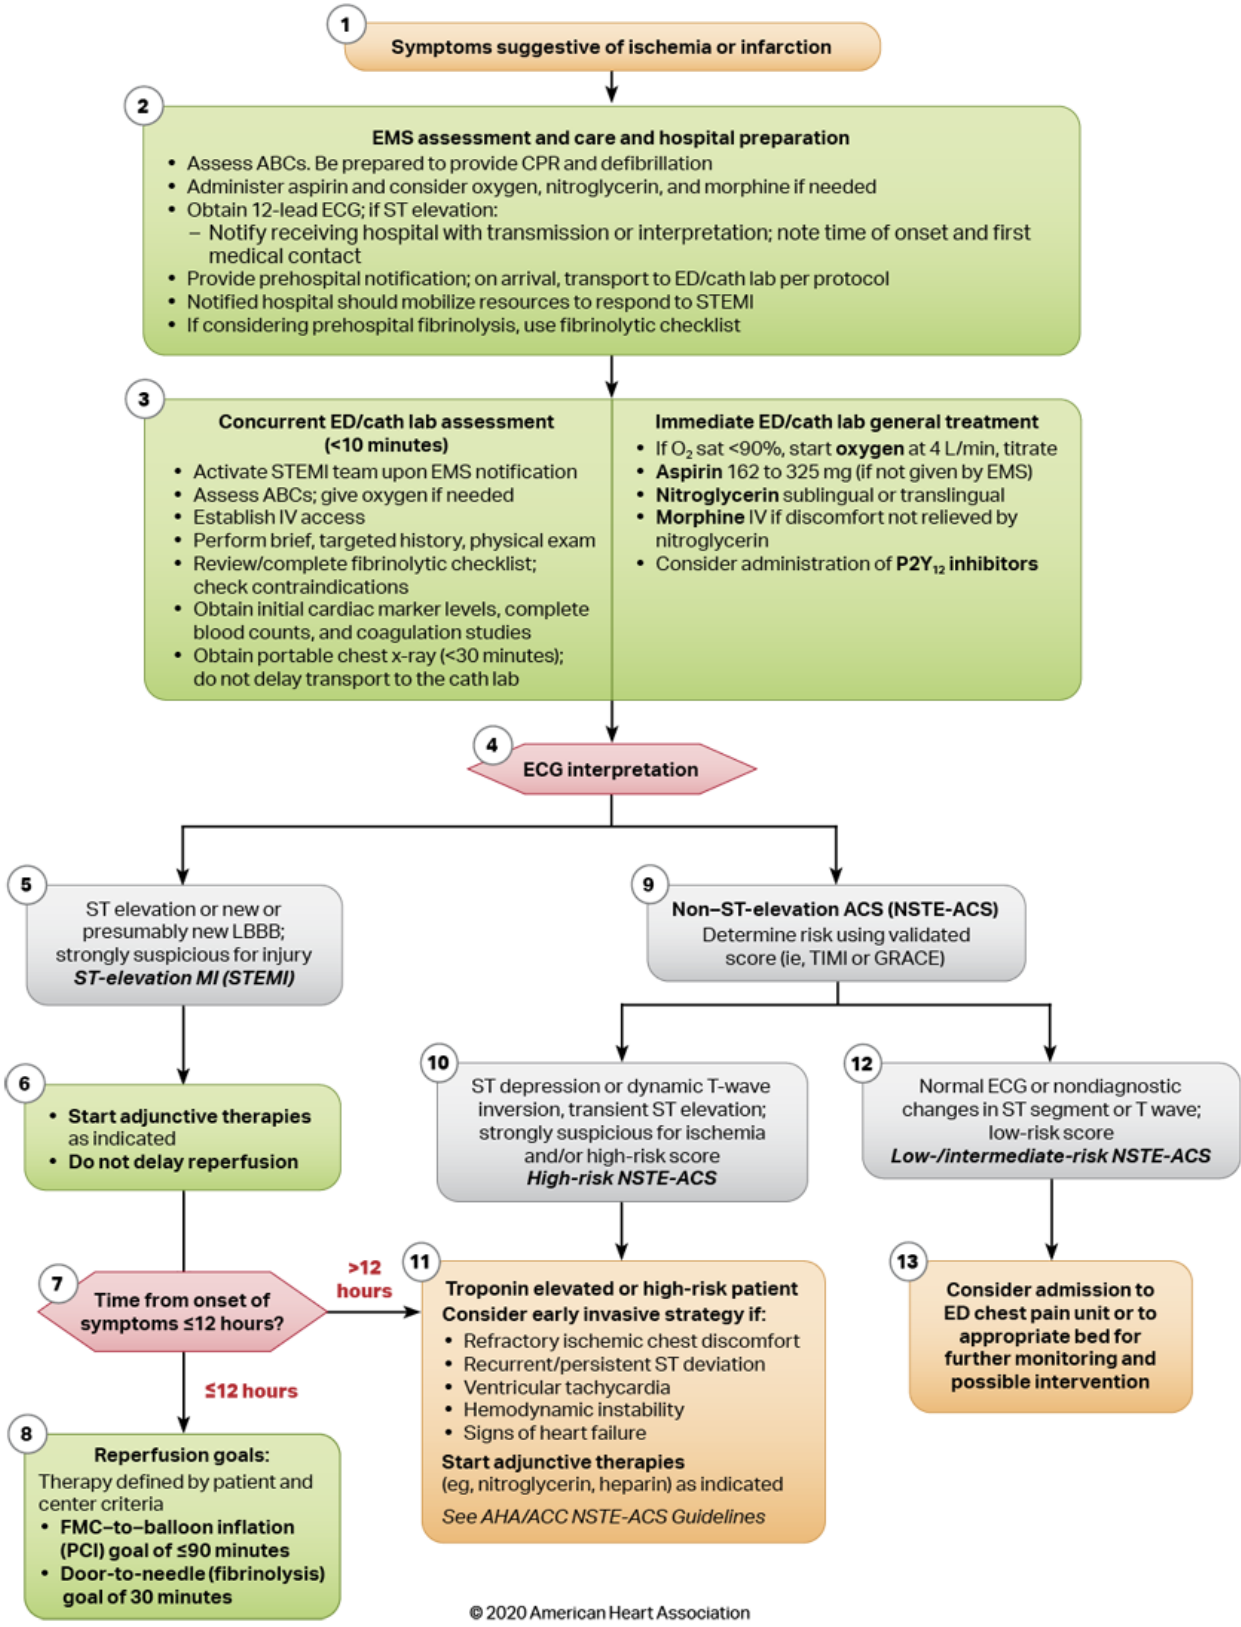 1
Symptoms suggestive of ischemia or infarction
2
EMS assessment and care and hospital preparation
• Assess ABCs. Be prepared to provide CPR and defibrillation
• Administer aspirin and consider oxygen, nitroglycerin, and morphine if needed
• Obtain 12-lead ECG; if ST elevation:
– Notify receiving hospital with transmission or interpretation; note time of onset and first
medical contact
• Provide prehospital notification; on arrival, transport to ED/cath lab per protocol
• Notified hospital should mobilize resources to respond to STEMI
• If considering prehospital fibrinolysis, use fibrinolytic checklist
3
Concurrent ED/cath lab assessment
(<10 minutes)
• Activate STEMI team upon EMS notification
• Assess ABCs; give oxygen if needed
• Establish IV access
• Perform brief, targeted history, physical exam
• Review/complete fibrinolytic checklist;
check contraindications
• Obtain initial cardiac marker levels, complete
blood counts, and coagulation studies
• Obtain portable chest x-ray (<30 minutes);
do not delay transport to the cath lab
Immediate ED/cath lab general treatment
• If O₂ sat <90%, start oxygen at 4 L/min, titrate
• Aspirin 162 to 325 mg (if not given by EMS)
• Nitroglycerin sublingual or translingual
• Morphine IV if discomfort not relieved by
nitroglycerin
• Consider administration of P2Y₁₂ inhibitors
4
ECG interpretation
5
ST elevation or new or
presumably new LBBB;
strongly suspicious for injury
ST-elevation MI (STEMI)
6
• Start adjunctive therapies
as indicated
• Do not delay reperfusion
7
Time from onset of
symptoms ≤12 hours?
>12
hours
≤12 hours
8
Reperfusion goals:
Therapy defined by patient and
center criteria
• FMC–to–balloon inflation
(PCI) goal of ≤90 minutes
• Door-to-needle (fibrinolysis)
goal of 30 minutes
9
Non–ST-elevation ACS (NSTE-ACS)
Determine risk using validated
score (ie, TIMI or GRACE)
10
ST depression or dynamic T-wave
inversion, transient ST elevation;
strongly suspicious for ischemia
and/or high-risk score
High-risk NSTE-ACS
11
Troponin elevated or high-risk patient
Consider early invasive strategy if:
• Refractory ischemic chest discomfort
• Recurrent/persistent ST deviation
• Ventricular tachycardia
• Hemodynamic instability
• Signs of heart failure
Start adjunctive therapies
(eg, nitroglycerin, heparin) as indicated
See AHA/ACC NSTE-ACS Guidelines
12
Normal ECG or nondiagnostic
changes in ST segment or T wave;
low-risk score
Low-/intermediate-risk NSTE-ACS
13
Consider admission to
ED chest pain unit or to
appropriate bed for
further monitoring and
possible intervention
© 2020 American Heart Association